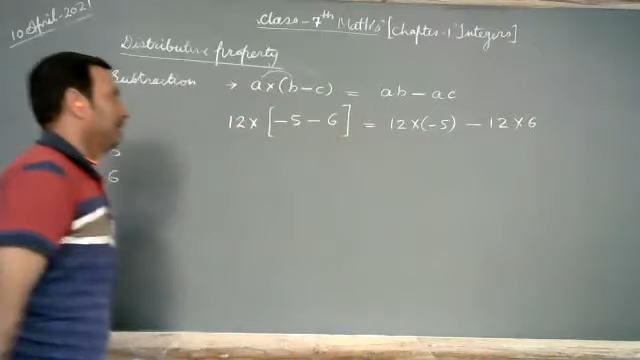 10 April. 2021
Class - 7th Maths [Chapter-1 Integers]
Distributive property
Subtraction → a×(b-c) = ab-ac
12×[-5-6] = 12×(-5) - 12×6
6